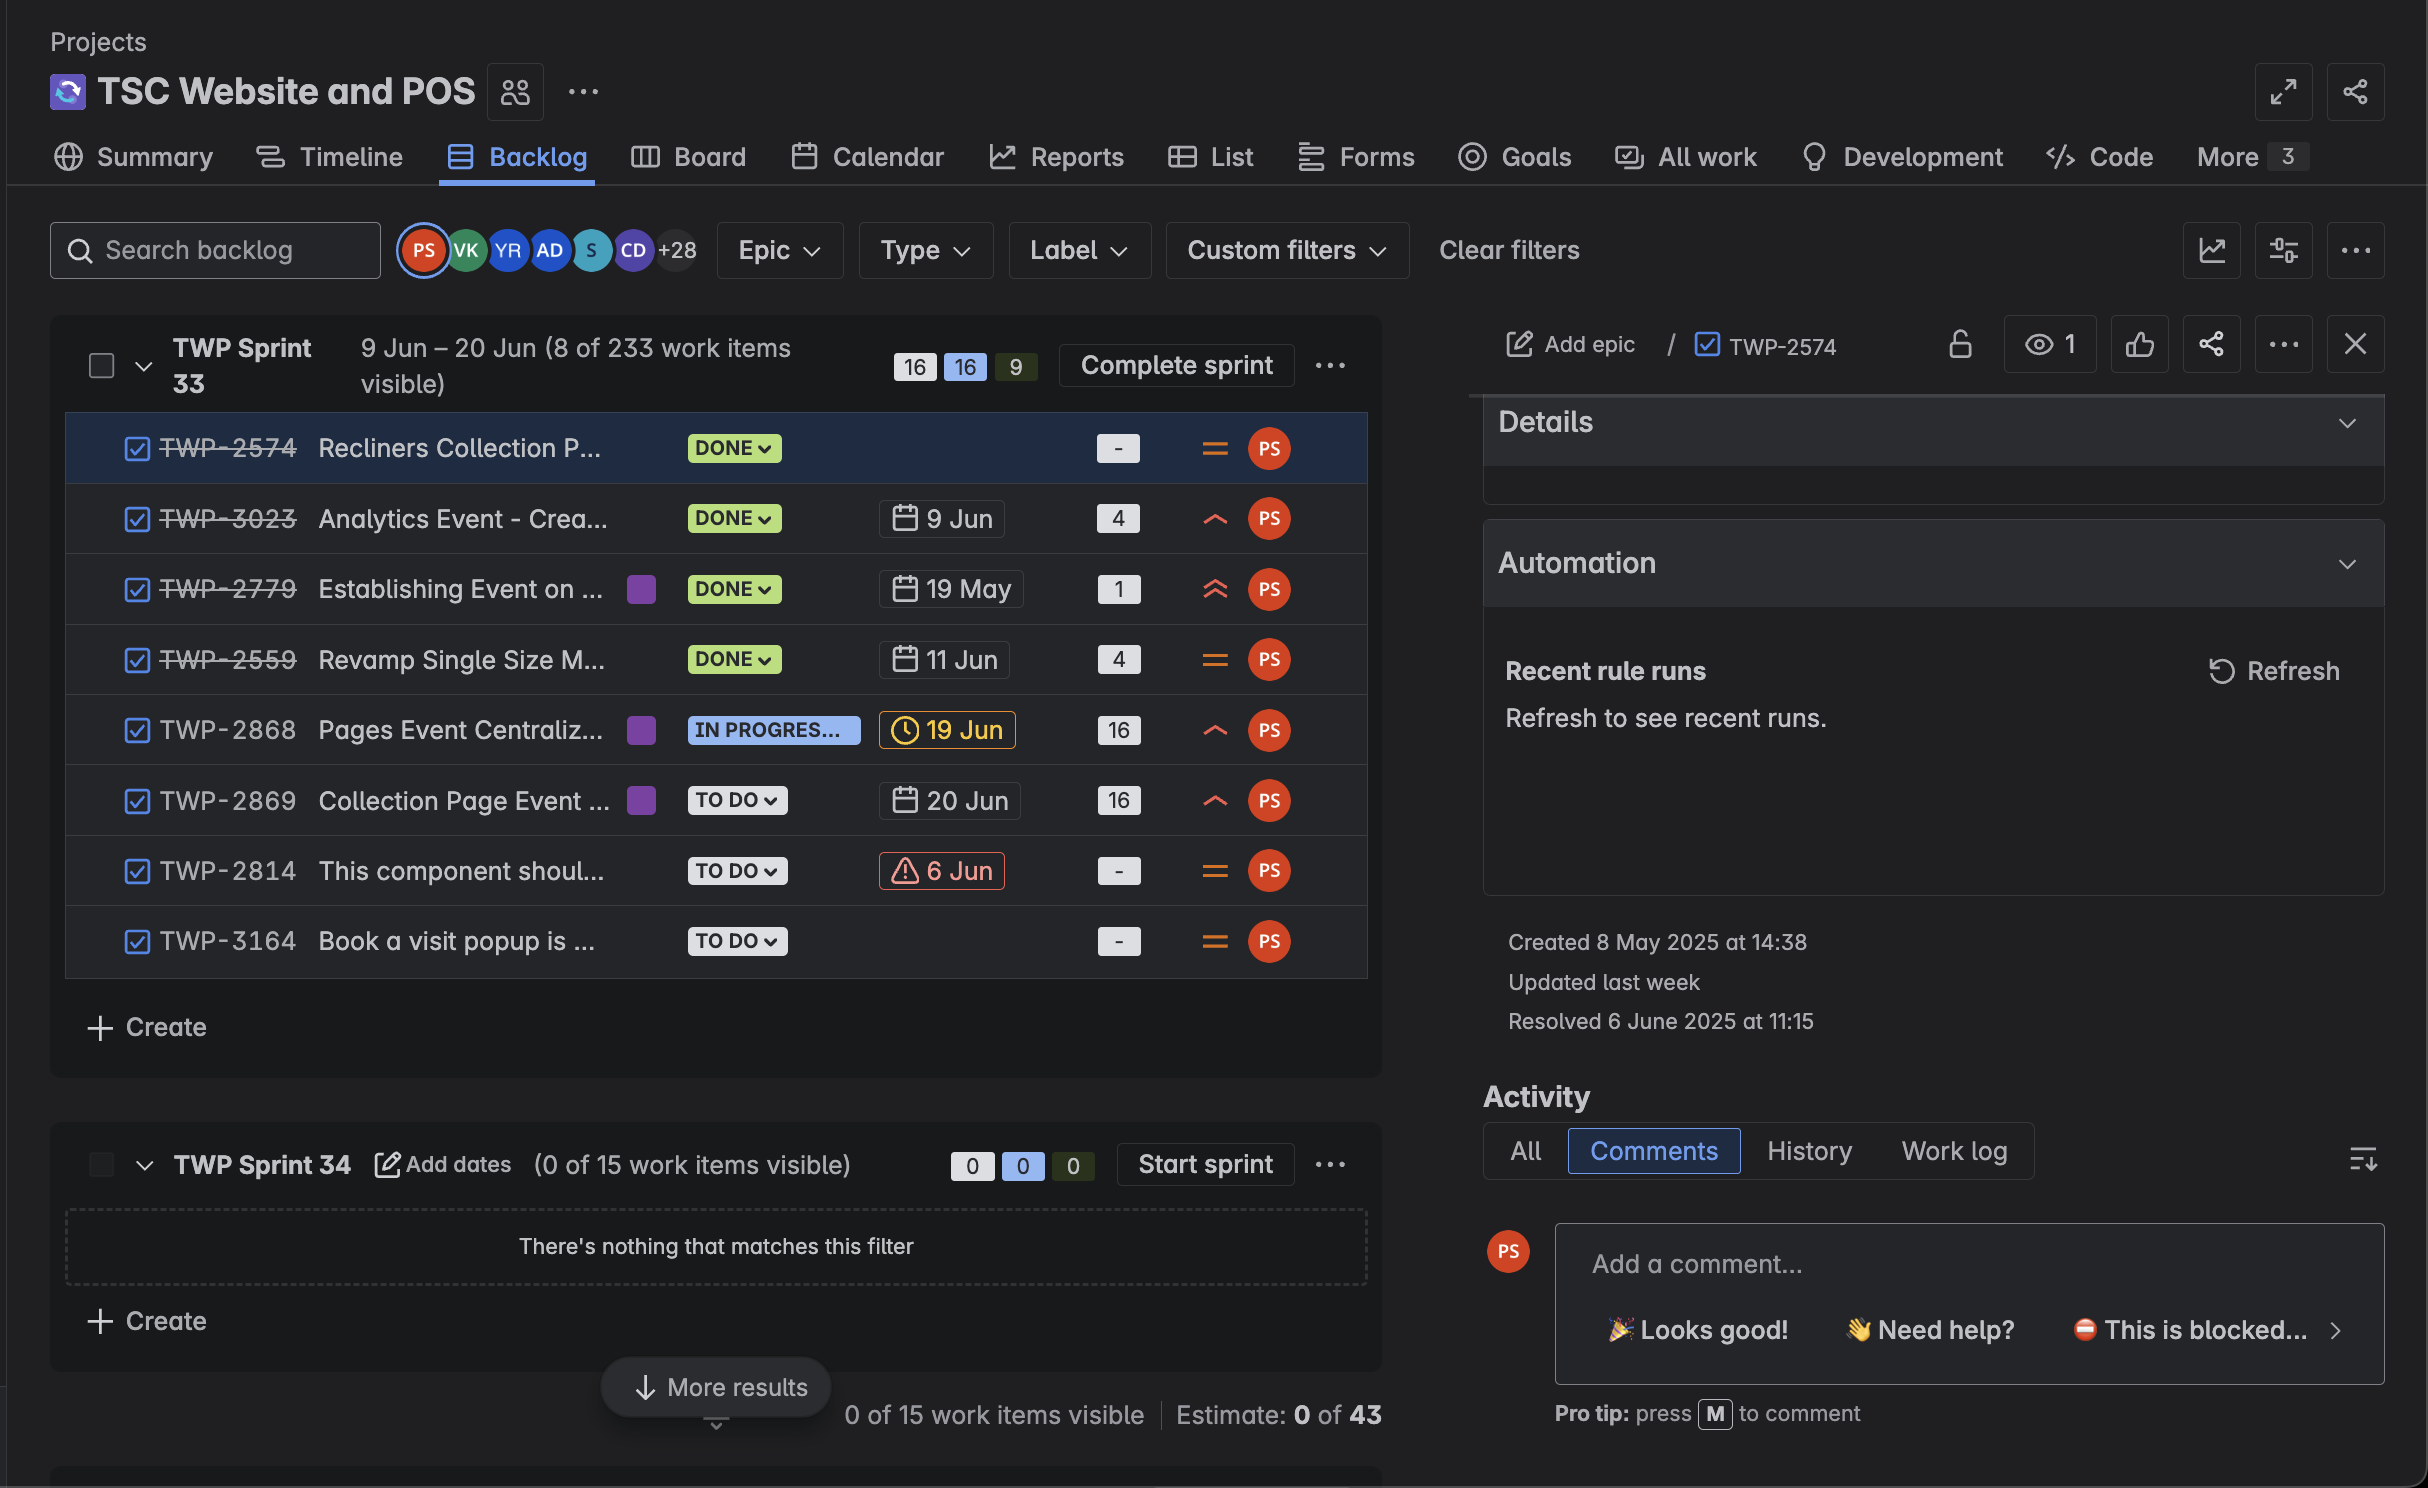 Projects
TSC Website and POS
Summary Timeline Backlog Board Calendar Reports List Forms Goals All work Development Code More 3
Search backlog PS VK YR AD S CD +28 Epic Type Label Custom filters Clear filters
TWP Sprint 33 9 Jun – 20 Jun (8 of 233 work items visible) 16 16 9 Complete sprint
TWP-2574 Recliners Collection P... DONE - PS
TWP-3023 Analytics Event - Crea... DONE 9 Jun 4 PS
TWP-2779 Establishing Event on ... DONE 19 May 1 PS
TWP-2559 Revamp Single Size M... DONE 11 Jun 4 PS
TWP-2868 Pages Event Centraliz... IN PROGRES... 19 Jun 16 PS
TWP-2869 Collection Page Event ... TO DO 20 Jun 16 PS
TWP-2814 This component shoul... TO DO 6 Jun - PS
TWP-3164 Book a visit popup is ... TO DO - PS
Create
TWP Sprint 34 Add dates (0 of 15 work items visible) 0 0 0 Start sprint
There's nothing that matches this filter
Create
More results
0 of 15 work items visible Estimate: 0 of 43
Add epic / TWP-2574 1
Details
Automation
Recent rule runs Refresh
Refresh to see recent runs.
Created 8 May 2025 at 14:38
Updated last week
Resolved 6 June 2025 at 11:15
Activity
All Comments History Work log
PS Add a comment...
🎉 Looks good! 👋 Need help? ⛔ This is blocked...
Pro tip: press M to comment